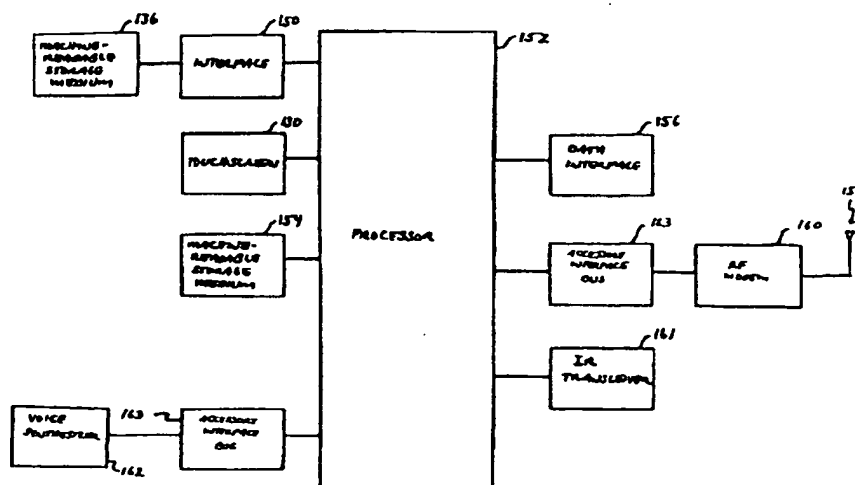 136
150
152
MACHINE-
READABLE
STORAGE
MEDIUM
INTERFACE
130
TOUCHSCREEN
156
DATA
INTERFACE
154
MACHINE-
READABLE
STORAGE
MEDIUM
PROCESSOR
163
ACCESSORY
INTERFACE
BUS
160
RF
MODEM
15
161
IR
TRANSCEIVER
VOICE
SYNTHESIZER
162
163
ACCESSORY
INTERFACE
BUS